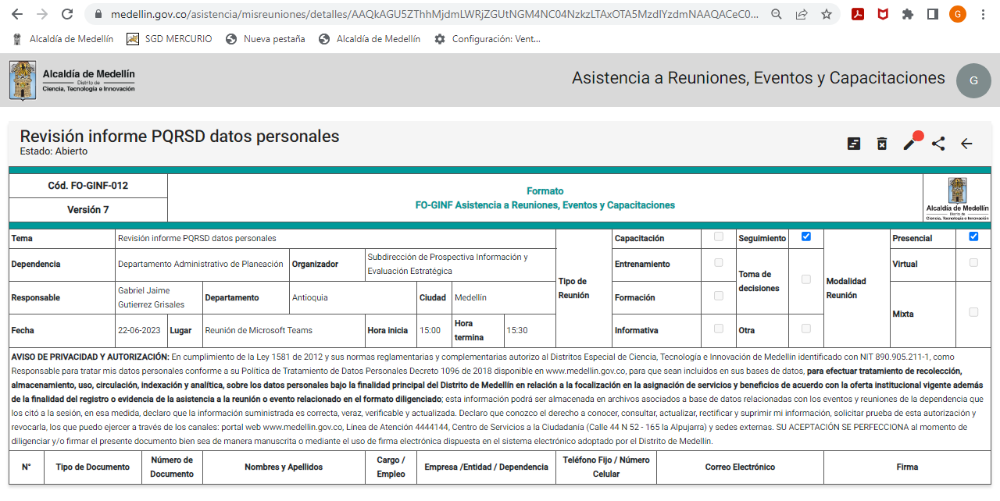 medellin.gov.co/asistencia/misreuniones/detalles/AAQkAGU5ZThhMjdmLWRjZGUtNGM4NC04NzkzLTAxOTA5MzdlYzdmNAAQACeC0...
G
Alcaldía de Medellín
SGD MERCURIO
Nueva pestaña
Alcaldía de Medellín
Configuración: Vent...
Alcaldía de Medellín
Distrito de
Ciencia, Tecnología e Innovación
Asistencia a Reuniones, Eventos y Capacitaciones
G
Revisión informe PQRSD datos personales
Estado: Abierto
Cód. FO-GINF-012
Versión 7
Formato
FO-GINF Asistencia a Reuniones, Eventos y Capacitaciones
Alcaldía de Medellín
Distrito de
Ciencia, Tecnología e Innovación
Tema
Revisión informe PQRSD datos personales
Dependencia
Departamento Administrativo de Planeación
Organizador
Subdirección de Prospectiva Información y
Evaluación Estratégica
Responsable
Gabriel Jaime
Gutierrez Grisales
Departamento
Antioquia
Ciudad
Medellín
Fecha
22-06-2023
Lugar
Reunión de Microsoft Teams
Hora inicia
15:00
Hora
termina
15:30
Tipo de
Reunión
Capacitación
Entrenamiento
Formación
Informativa
Seguimiento
Toma de
decisiones
Otra
Modalidad
Reunión
Presencial
Virtual
Mixta
AVISO DE PRIVACIDAD Y AUTORIZACIÓN: En cumplimiento de la Ley 1581 de 2012 y sus normas reglamentarias y complementarias autorizo al Distritos Especial de Ciencia, Tecnología e Innovación de Medellín identificado con NIT 890.905.211-1, como
Responsable para tratar mis datos personales conforme a su Política de Tratamiento de Datos Personales Decreto 1096 de 2018 disponible en www.medellin.gov.co, para que sean incluidos en sus bases de datos, para efectuar tratamiento de recolección,
almacenamiento, uso, circulación, indexación y analítica, sobre los datos personales bajo la finalidad principal del Distrito de Medellín en relación a la focalización en la asignación de servicios y beneficios de acuerdo con la oferta institucional vigente además
de la finalidad del registro o evidencia de la asistencia a la reunión o evento relacionado en el formato diligenciado; esta información podrá ser almacenada en archivos asociados a base de datos relacionadas con los eventos y reuniones de la dependencia que
los citó a la sesión, en esa medida, declaro que la información suministrada es correcta, veraz, verificable y actualizada. Declaro que conozco el derecho a conocer, consultar, actualizar, rectificar y suprimir mi información, solicitar prueba de esta autorización y
revocarla, los que puedo ejercer a través de los canales: portal web www.medellin.gov.co, Línea de Atención 4444144, Centro de Servicios a la Ciudadanía (Calle 44 N 52 - 165 la Alpujarra) y sedes externas. SU ACEPTACIÓN SE PERFECCIONA al momento de
diligenciar y/o firmar el presente documento bien sea de manera manuscrita o mediante el uso de firma electrónica dispuesta en el sistema electrónico adoptado por el Distrito de Medellín.
N°
Tipo de Documento
Número de
Documento
Nombres y Apellidos
Cargo /
Empleo
Empresa /Entidad / Dependencia
Teléfono Fijo / Número
Celular
Correo Electrónico
Firma